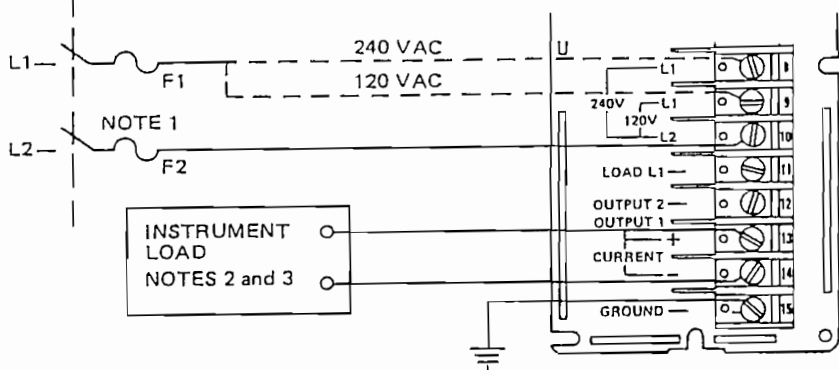 240 VAC
U
L1
F1
120 VAC
L1
8
240V
L1
9
NOTE 1
120V
L2
F2
L2
10
LOAD L1
11
OUTPUT 2
12
OUTPUT 1
INSTRUMENT
LOAD
+
13
CURRENT
NOTES 2 and 3
−
14
GROUND
15